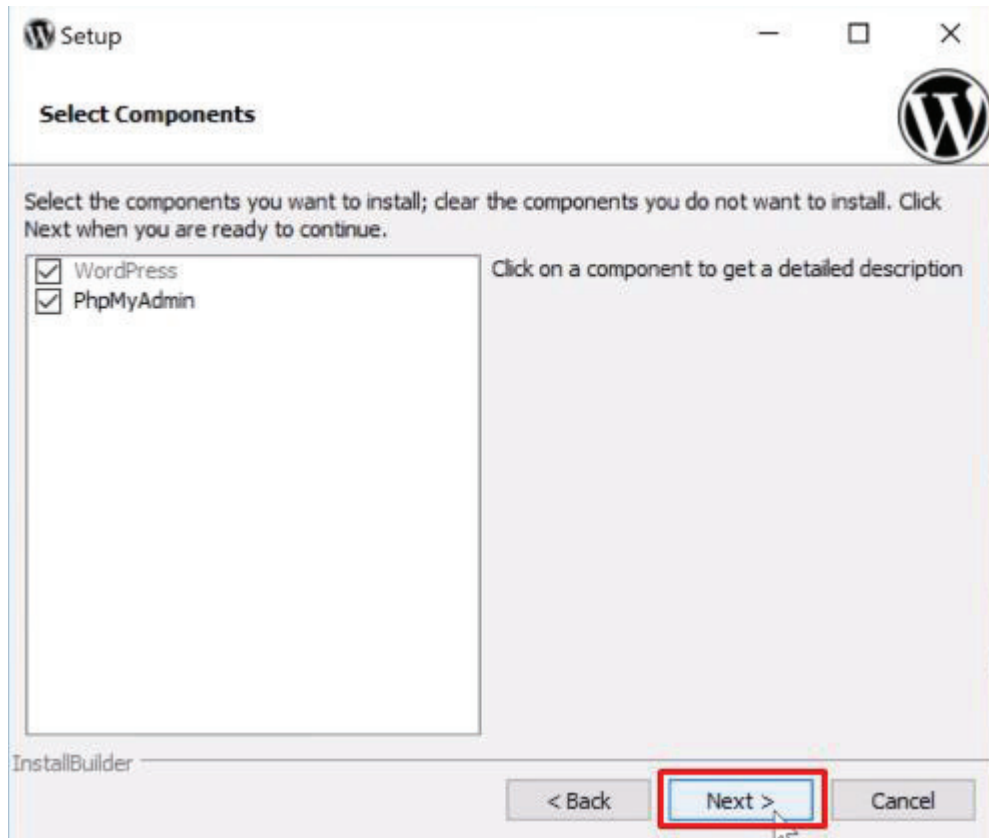 Setup
Select Components
Select the components you want to install; clear the components you do not want to install. Click
Next when you are ready to continue.
WordPress
PhpMyAdmin
Click on a component to get a detailed description
InstallBuilder
< Back
Next >
Cancel